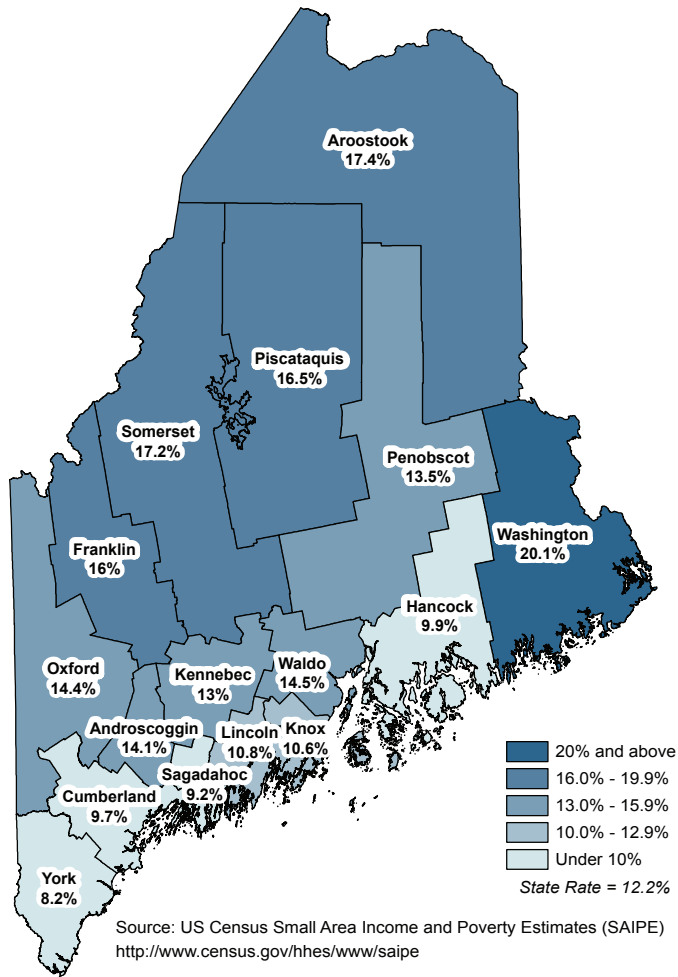 Aroostook
17.4%
Piscataquis
16.5%
Somerset
17.2%
Penobscot
13.5%
Washington
20.1%
Franklin
16%
Hancock
9.9%
Oxford
14.4%
Kennebec
13%
Waldo
14.5%
Androscoggin
14.1%
Lincoln
10.8%
Knox
10.6%
Sagadahoc
9.2%
Cumberland
9.7%
York
8.2%
20% and above
16.0% - 19.9%
13.0% - 15.9%
10.0% - 12.9%
Under 10%
State Rate = 12.2%
Source: US Census Small Area Income and Poverty Estimates (SAIPE)
http://www.census.gov/hhes/www/saipe